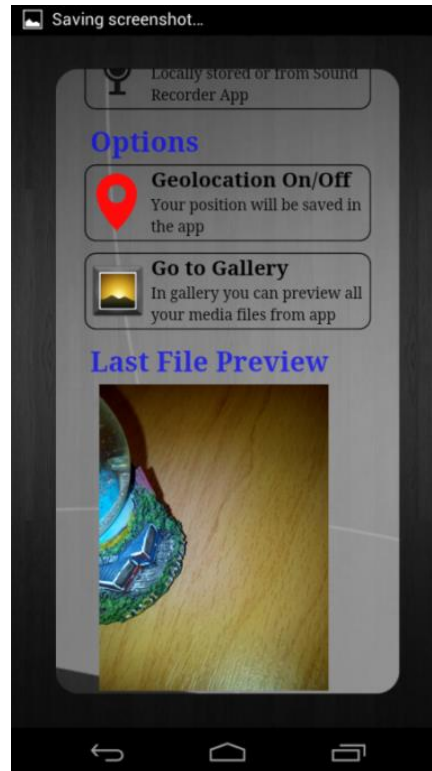 Saving screenshot...
Locally stored or from Sound
Recorder App
Options
Geolocation On/Off
Your position will be saved in
the app
Go to Gallery
In gallery you can preview all
your media files from app
Last File Preview